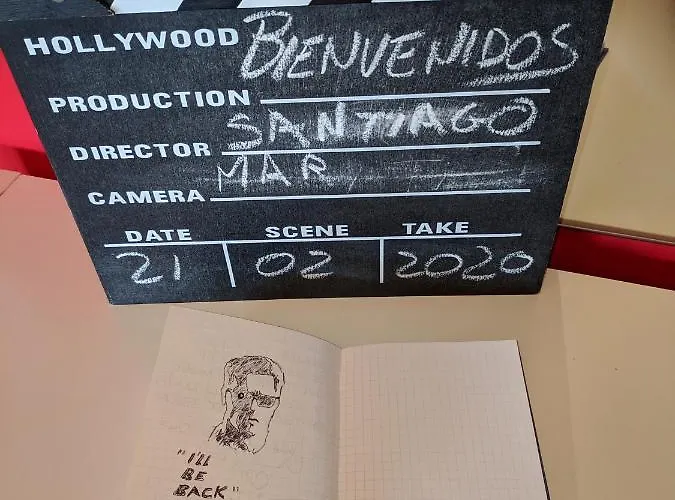 HOLLYWOOD BIENVENIDOS
PRODUCTION
SANTIAGO
DIRECTOR
MAR
CAMERA
DATE SCENE TAKE
21 02 2020
"I'LL
BE
BACK"